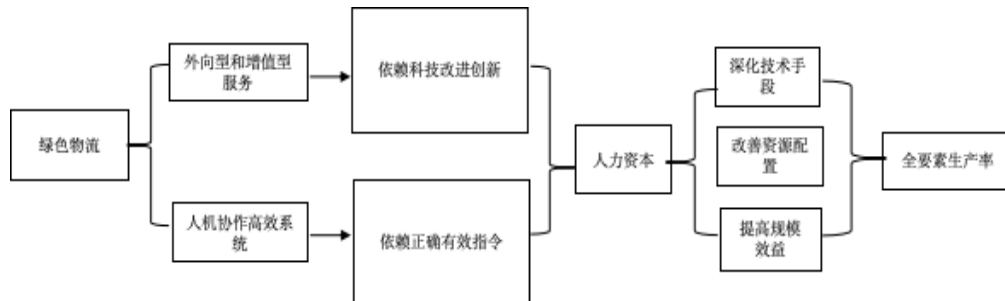 绿色物流
外向型和增值型
服务
依赖科技改进创新
人机协作高效系
统
依赖正确有效指令
人力资本
深化技术手
段
改善资源配
置
提高规模
效益
全要素生产率